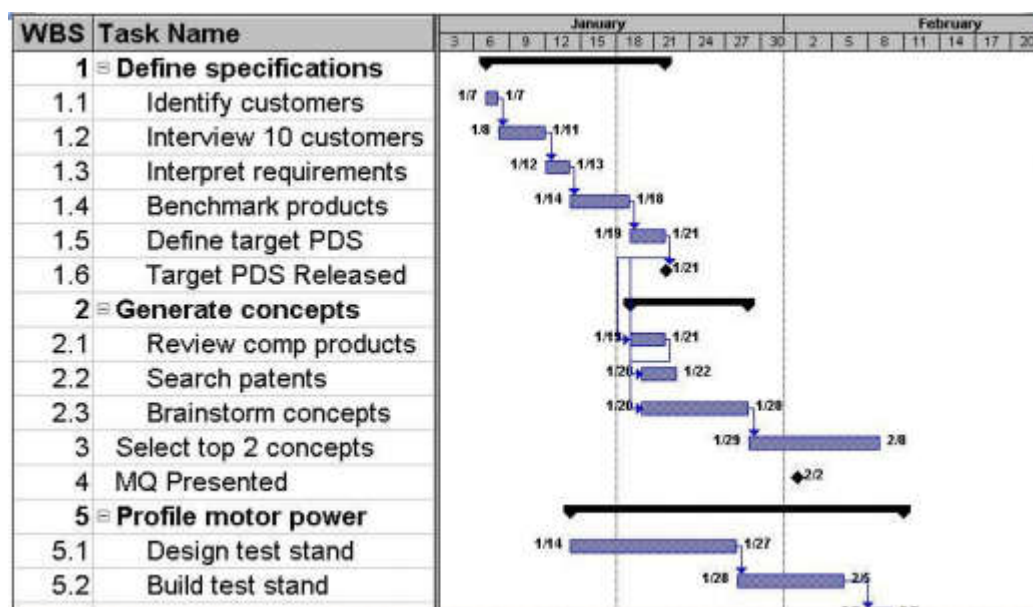 WBS Task Name January February
3 6 9 12 15 18 21 24 27 30 2 5 8 11 14 17 20
1 Define specifications
1.1 Identify customers 1/7 1/7
1.2 Interview 10 customers 1/8 1/11
1.3 Interpret requirements 1/12 1/13
1.4 Benchmark products 1/14 1/18
1.5 Define target PDS 1/19 1/21
1.6 Target PDS Released 1/21
2 Generate concepts
2.1 Review comp products 1/19 1/21
2.2 Search patents 1/20 1/22
2.3 Brainstorm concepts 1/20 1/28
3 Select top 2 concepts 1/29 2/8
4 MQ Presented 2/2
5 Profile motor power
5.1 Design test stand 1/14 1/27
5.2 Build test stand 1/28 2/5